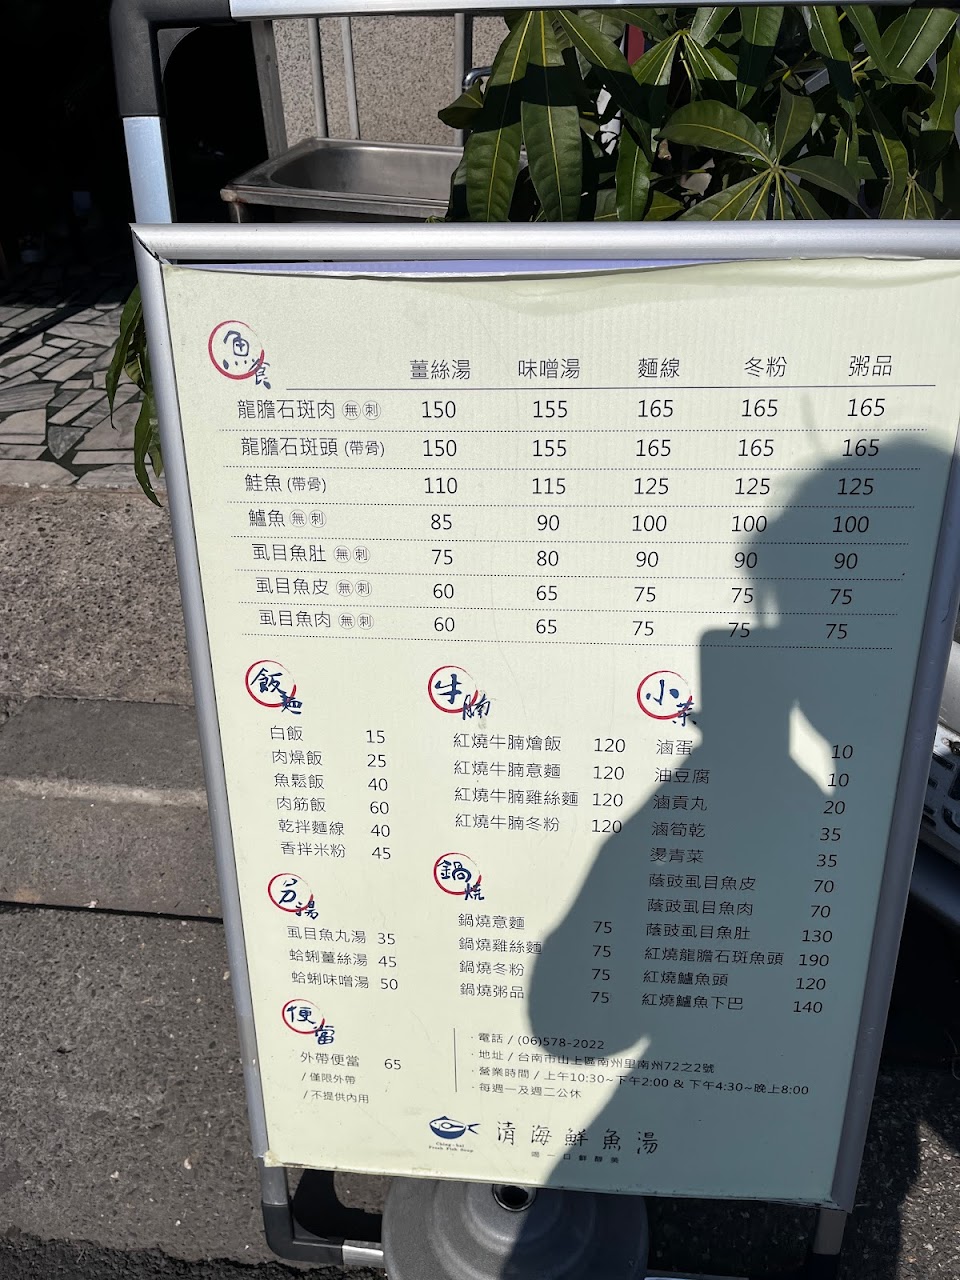 魚食
薑絲湯 味噌湯 麵線 冬粉 粥品
龍膽石斑肉 無刺 150 155 165 165 165
龍膽石斑頭 (帶骨) 150 155 165 165 165
鮭魚 (帶骨) 110 115 125 125 125
鱸魚 無刺 85 90 100 100 100
虱目魚肚 無刺 75 80 90 90 90
虱目魚皮 無刺 60 65 75 75 75
虱目魚肉 無刺 60 65 75 75 75
飯麵
白飯 15
肉燥飯 25
魚鬆飯 40
肉筋飯 60
乾拌麵線 40
香拌米粉 45
芳湯
虱目魚丸湯 35
蛤蜊薑絲湯 45
蛤蜊味噌湯 50
便當
外帶便當 65
/ 僅限外帶
/ 不提供內用
牛腩
紅燒牛腩燴飯 120
紅燒牛腩意麵 120
紅燒牛腩雞絲麵 120
紅燒牛腩冬粉 120
鍋燒
鍋燒意麵 75
鍋燒雞絲麵 75
鍋燒冬粉 75
鍋燒粥品 75
小菜
滷蛋 10
油豆腐 10
滷貢丸 20
滷筍乾 35
燙青菜 35
蔭豉虱目魚皮 70
蔭豉虱目魚肉 70
蔭豉虱目魚肚 130
紅燒龍膽石斑魚頭 190
紅燒鱸魚頭 120
紅燒鱸魚下巴 140
· 電話 / (06)578-2022
· 地址 / 台南市山上區南州里南州72之2號
· 營業時間 / 上午10:30~下午2:00 & 下午4:30~晚上8:00
· 每週一及週二公休
Ching-hai
Fresh Fish Soup
清海鮮魚湯
喝一口鮮醇美